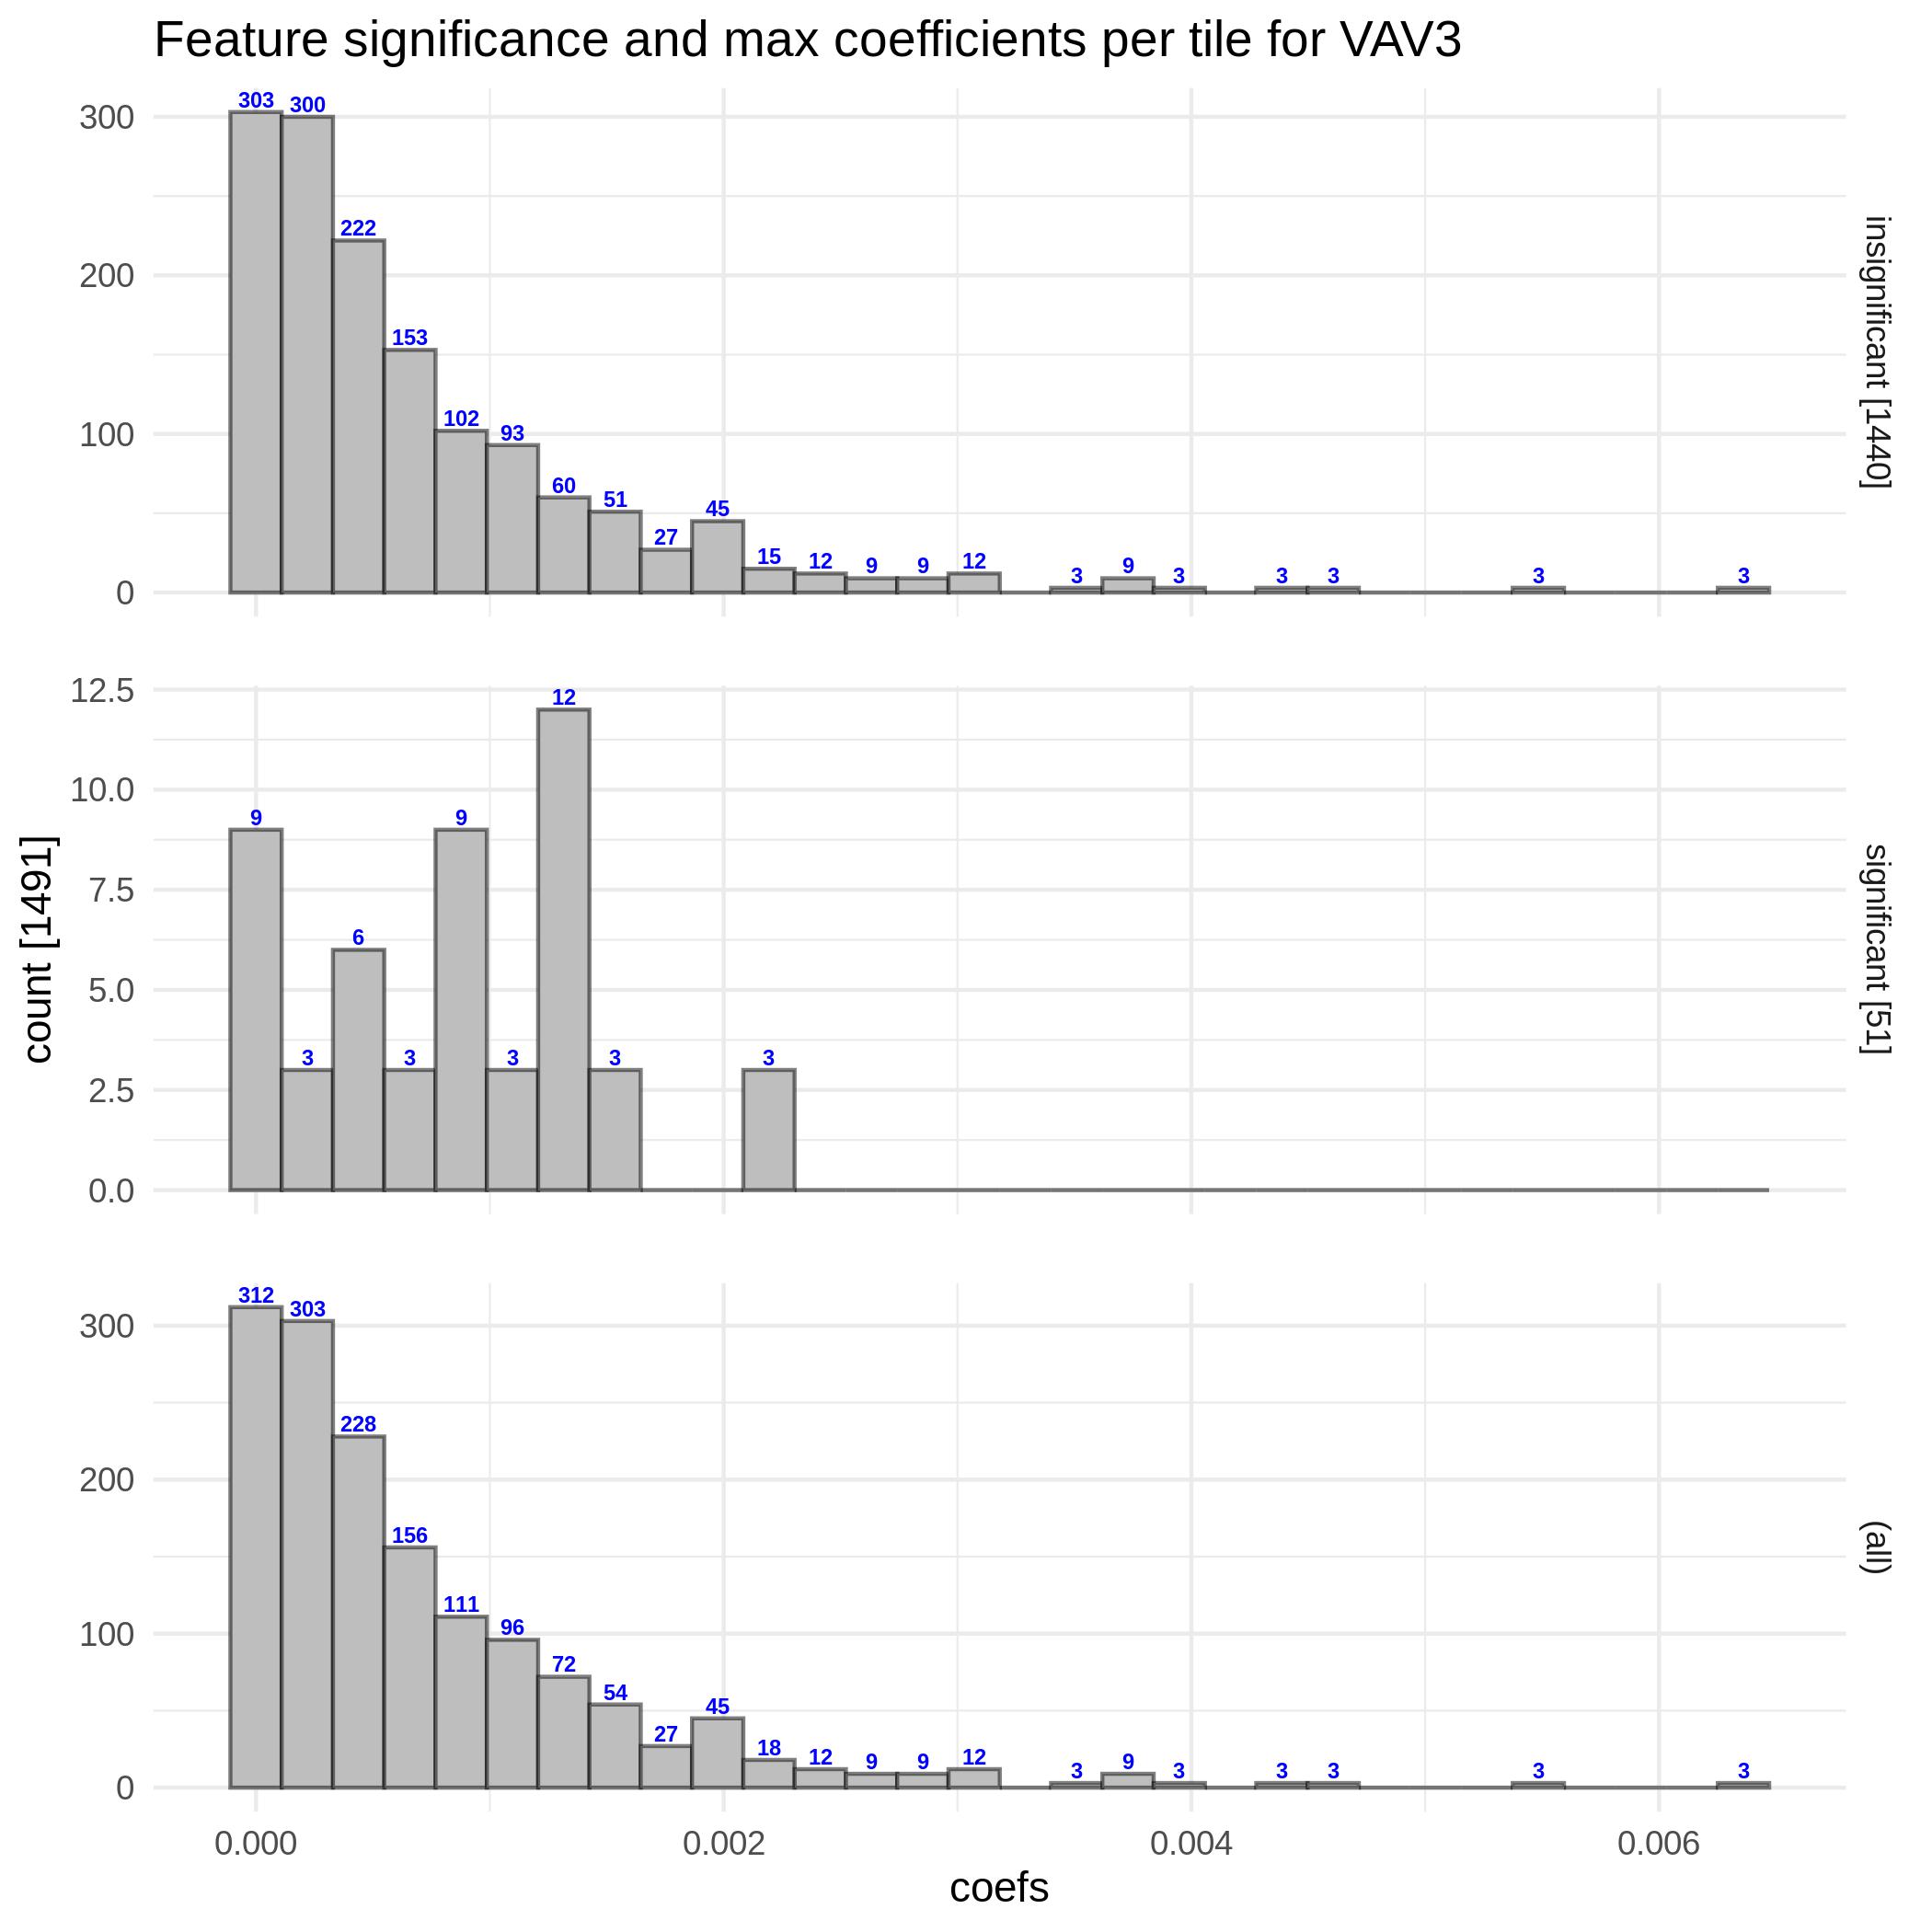 Feature significance and max coefficients per tile for VAV3
303 300 222 153 102 93 60 51 27 45 15 12 9 9 12 3 9 3 3 3 3 3
300
200
100
0
insignificant [1440]
9 3 6 3 9 3 12 3 3
12.5
10.0
7.5
5.0
2.5
0.0
significant [51]
count [1491]
312 303 228 156 111 96 72 54 27 45 18 12 9 9 12 3 9 3 3 3 3 3
300
200
100
0
(all)
0.000 0.002 0.004 0.006
coefs